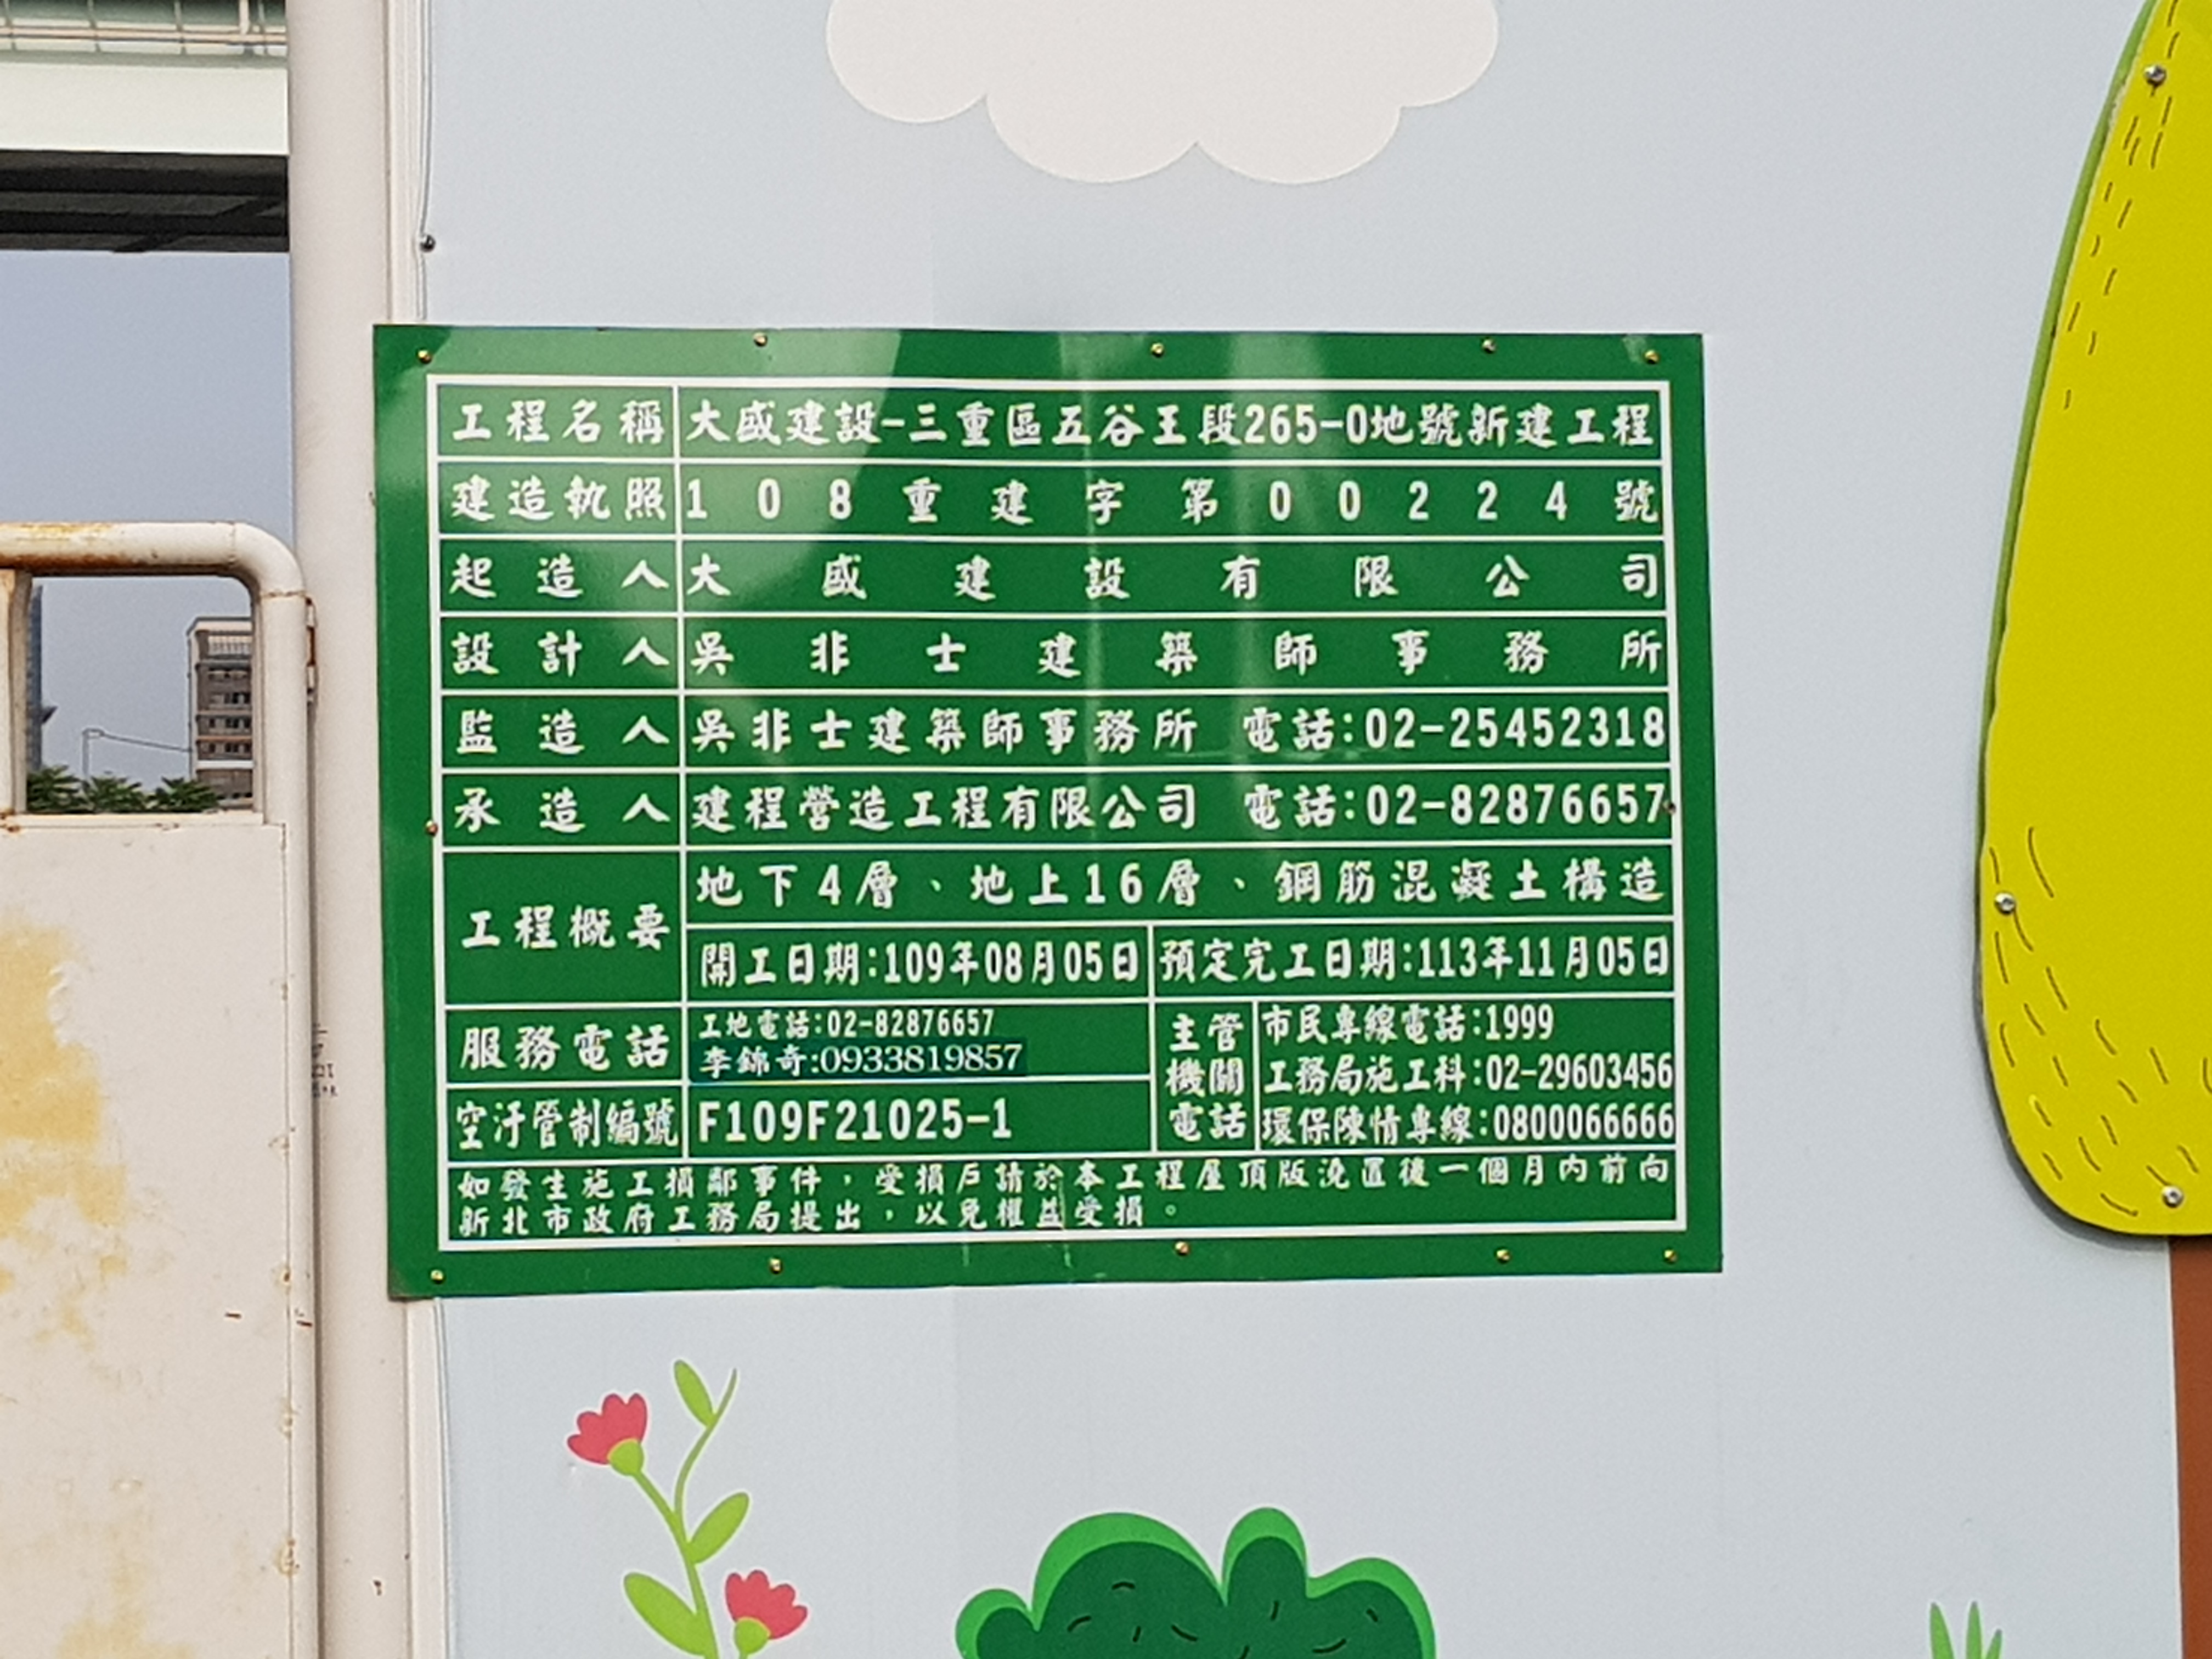 工程名稱 大盛建設-三重區五谷王段265-0地號新建工程
建造執照 108重建字第00224號
起造人 大盛建設有限公司
設計人 吳非士建築師事務所
監造人 吳非士建築師事務所 電話:02-25452318
承造人 建程營造工程有限公司 電話:02-82876657
工程概要 地下4層、地上16層、鋼筋混凝土構造
開工日期:109年08月05日 預定完工日期:113年11月05日
服務電話 工地電話:02-82876657
李錦奇:0933819857
空汙管制編號 F109F21025-1
主管機關電話 市民專線電話:1999
工務局施工科:02-29603456
環保陳情專線:0800066666
如發生施工損鄰事件，受損戶請於本工程屋頂版澆置後一個月內前向
新北市政府工務局提出，以免權益受損。